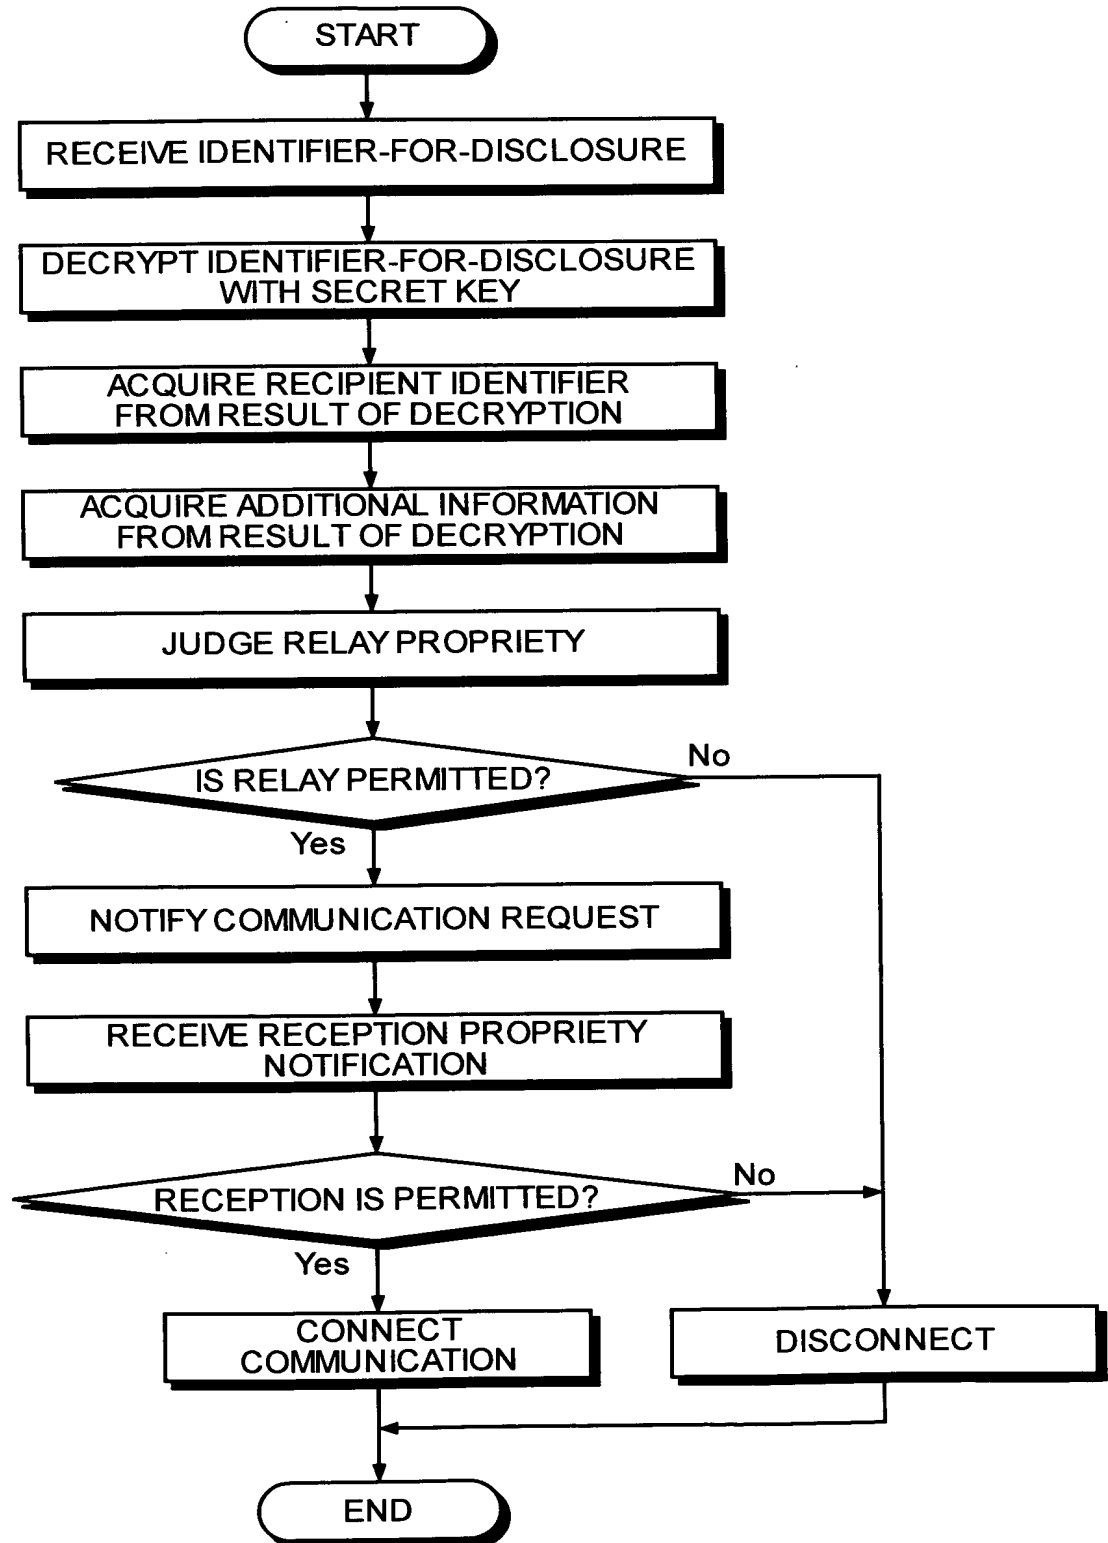 START
RECEIVE IDENTIFIER-FOR-DISCLOSURE
DECRYPT IDENTIFIER-FOR-DISCLOSURE
WITH SECRET KEY
ACQUIRE RECIPIENT IDENTIFIER
FROM RESULT OF DECRYPTION
ACQUIRE ADDITIONAL INFORMATION
FROM RESULT OF DECRYPTION
JUDGE RELAY PROPRIETY
No
IS RELAY PERMITTED?
Yes
NOTIFY COMMUNICATION REQUEST
RECEIVE RECEPTION PROPRIETY
NOTIFICATION
No
RECEPTION IS PERMITTED?
Yes
CONNECT
COMMUNICATION
DISCONNECT
END